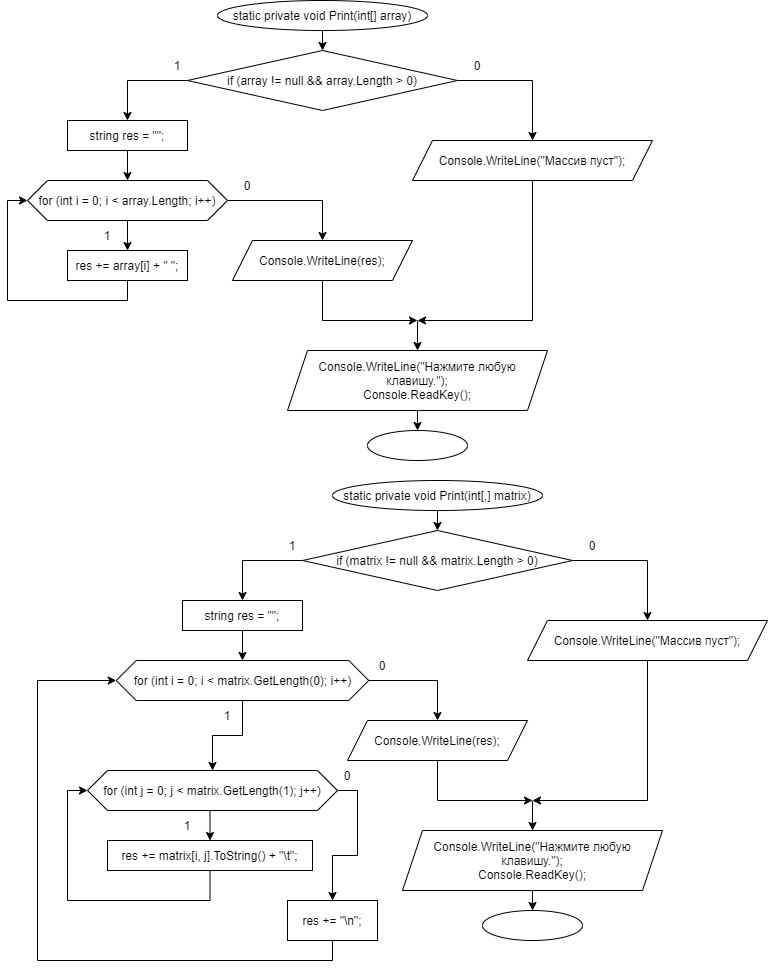 static private void Print(int[] array)
1
0
if (array != null && array.Length > 0)
string res = "";
Console.WriteLine("Массив пуст");
for (int i = 0; i < array.Length; i++)
0
1
res += array[i] + " ";
Console.WriteLine(res);
Console.WriteLine("Нажмите любую
клавишу.");
Console.ReadKey();
static private void Print(int[,] matrix)
1
0
if (matrix != null && matrix.Length > 0)
string res = "";
Console.WriteLine("Массив пуст");
for (int i = 0; i < matrix.GetLength(0); i++)
0
1
Console.WriteLine(res);
for (int j = 0; j < matrix.GetLength(1); j++)
0
1
res += matrix[i, j].ToString() + "\t";
Console.WriteLine("Нажмите любую
клавишу.");
Console.ReadKey();
res += "\n";